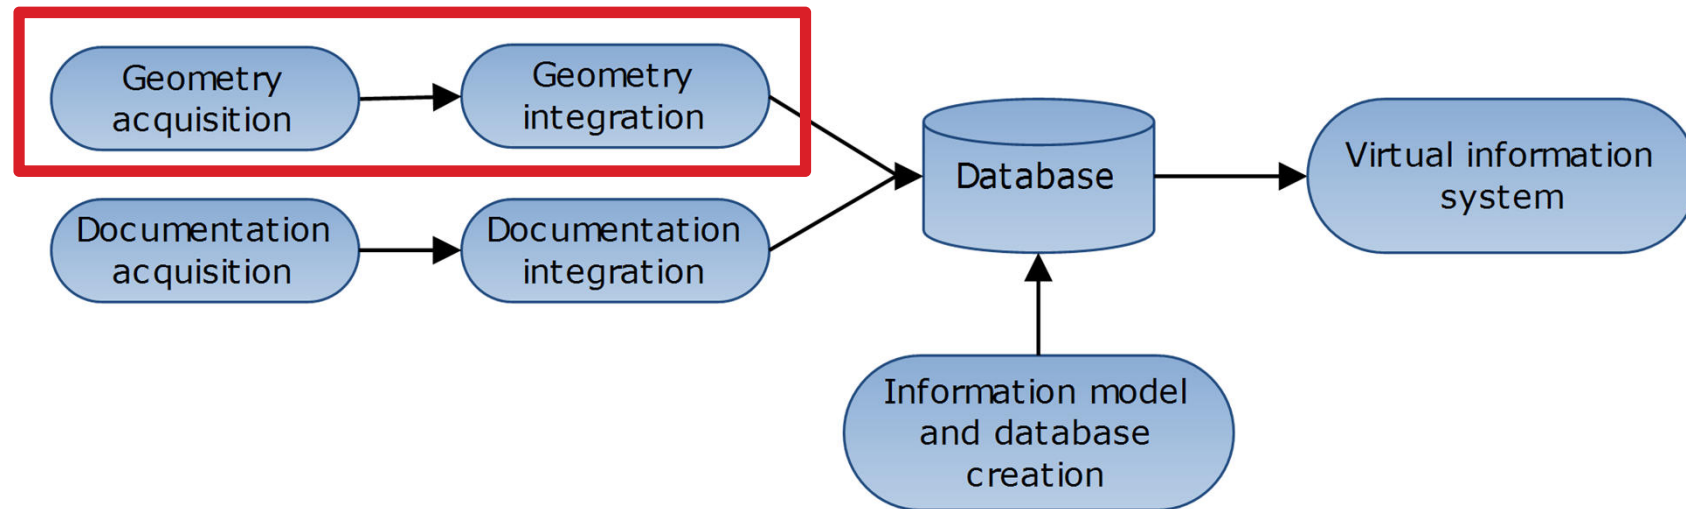 Geometry
acquisition
Geometry
integration
Documentation
acquisition
Documentation
integration
Database
Virtual information
system
Information model
and database
creation